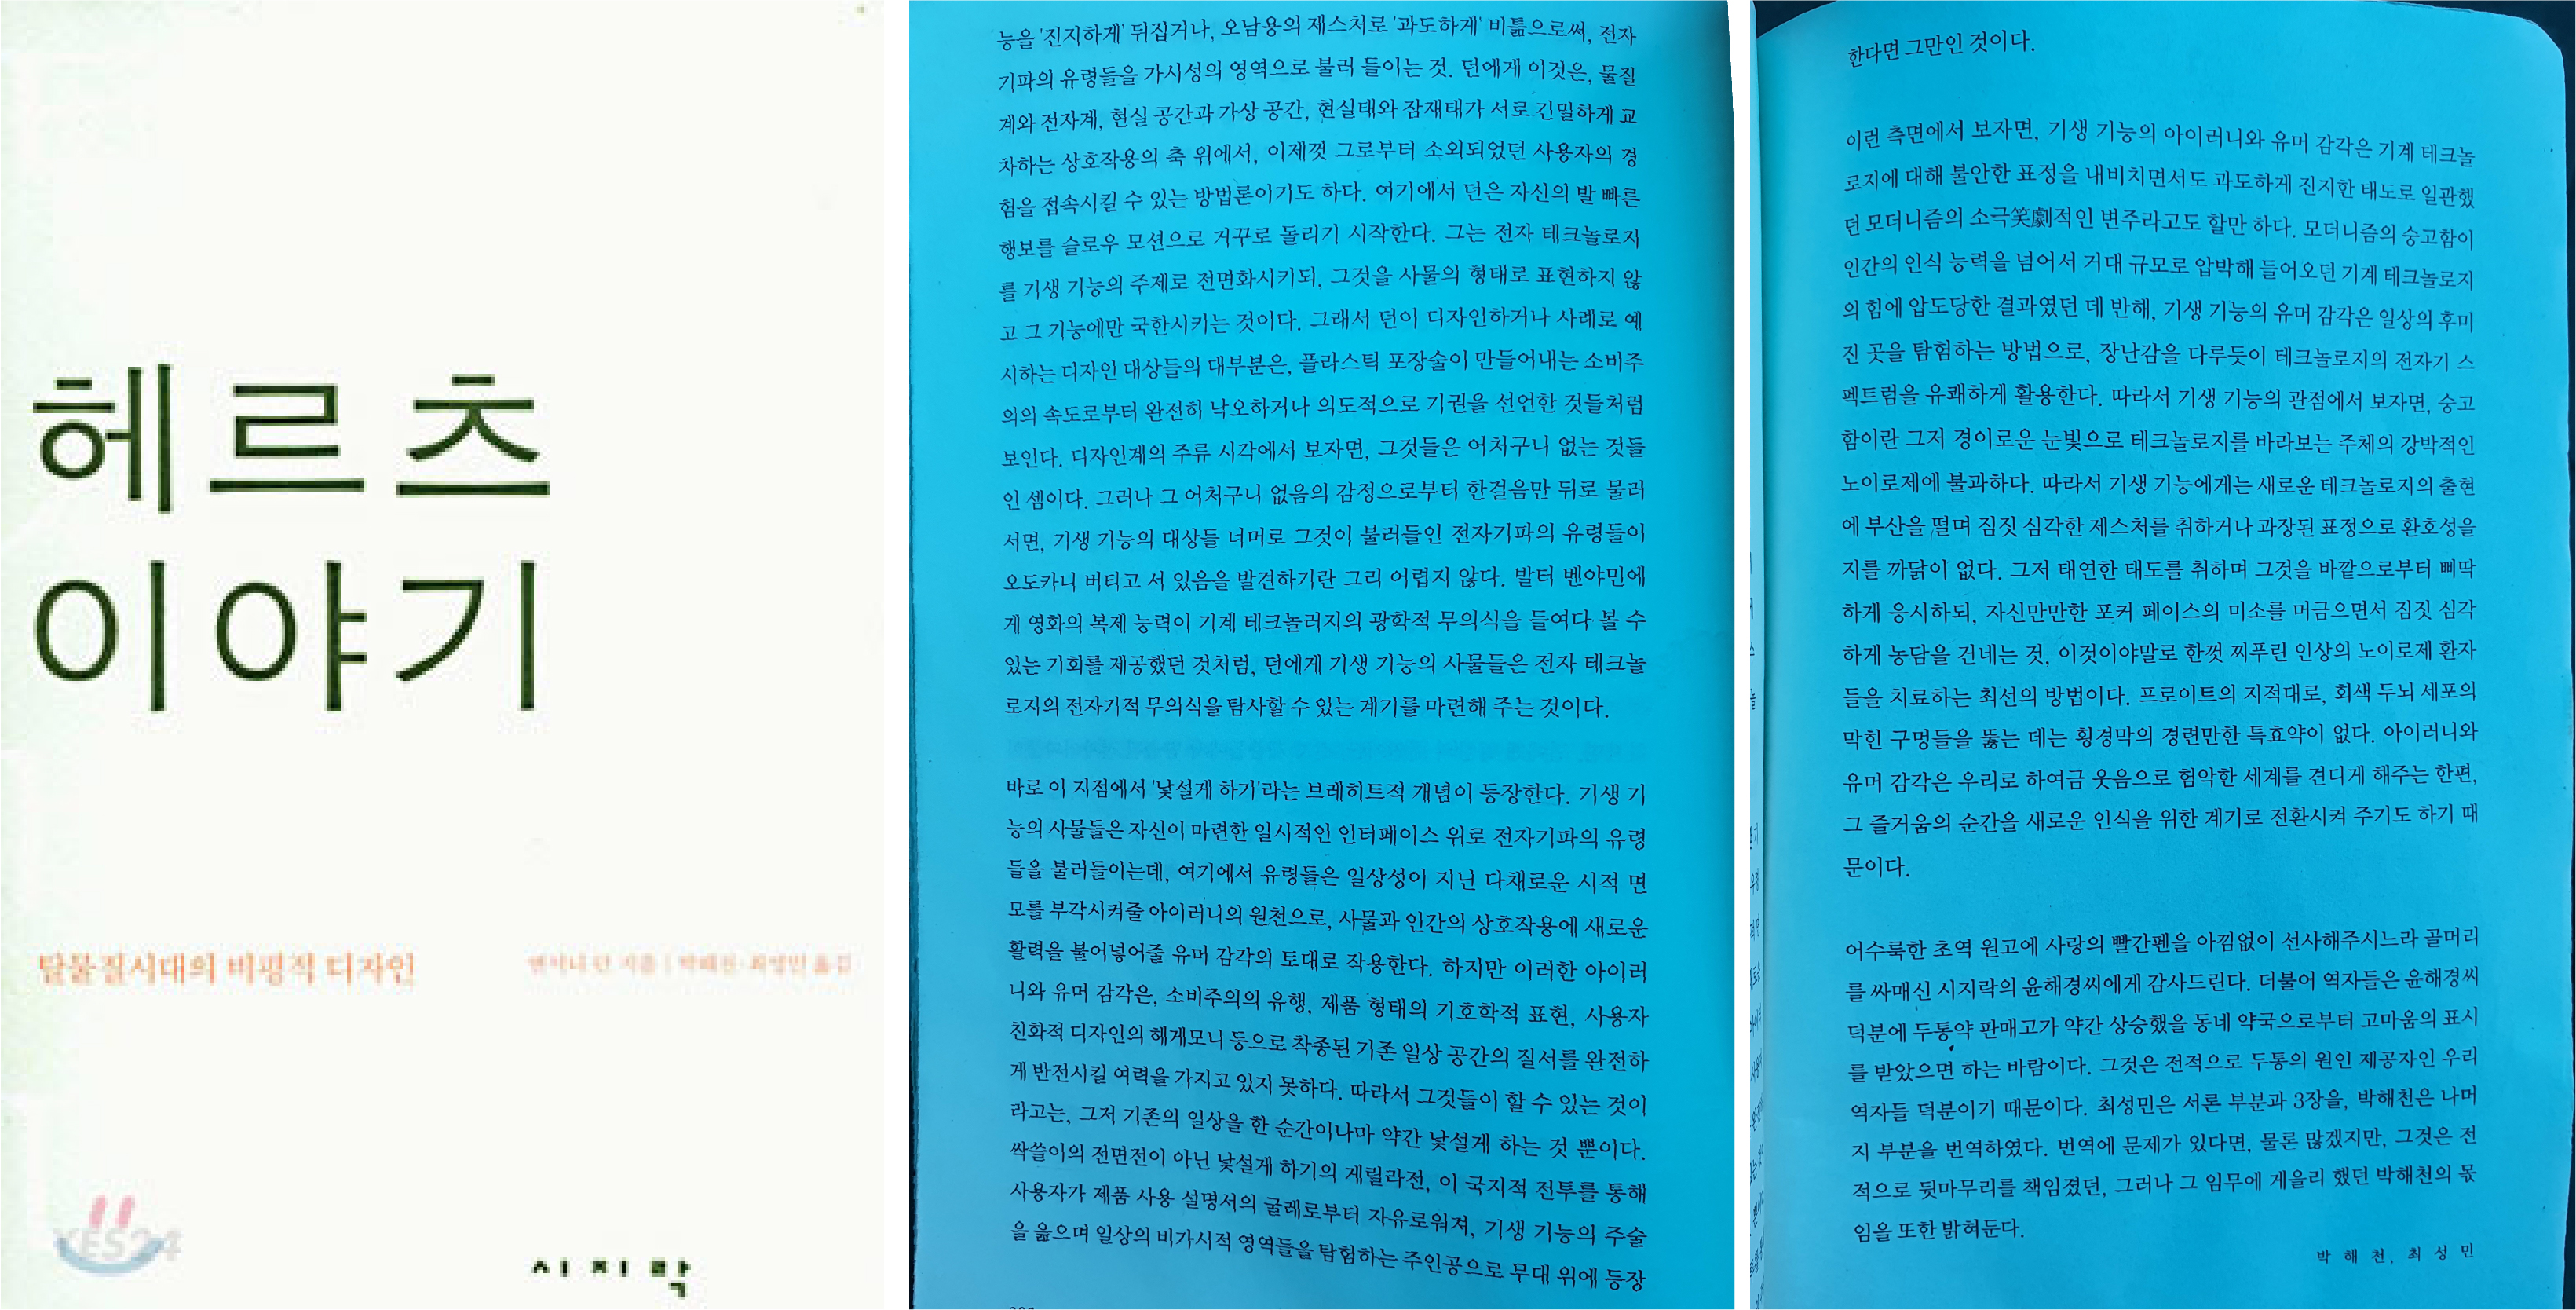 헤르츠
이야기
탈물질시대의 비평적 디자인
앤서니 던 지음 | 박해천·최성민 옮김
YES24
시지락
능을 '진지하게' 뒤집거나, 오남용의 제스처로 '과도하게' 비틂으로써, 전자
기파의 유령들을 가시성의 영역으로 불러 들이는 것. 던에게 이것은, 물질
계와 전자계, 현실 공간과 가상 공간, 현실태와 잠재태가 서로 긴밀하게 교
차하는 상호작용의 축 위에서, 이제껏 그로부터 소외되었던 사용자의 경
험을 접속시킬 수 있는 방법론이기도 하다. 여기에서 던은 자신의 발 빠른
행보를 슬로우 모션으로 거꾸로 돌리기 시작한다. 그는 전자 테크놀로지
를 기생 기능의 주제로 전면화시키되, 그것을 사물의 형태로 표현하지 않
고 그 기능에만 국한시키는 것이다. 그래서 던이 디자인하거나 사례로 예
시하는 디자인 대상들의 대부분은, 플라스틱 포장술이 만들어내는 소비주
의의 속도로부터 완전히 낙오하거나 의도적으로 기권을 선언한 것들처럼
보인다. 디자인계의 주류 시각에서 보자면, 그것들은 어처구니 없는 것들
인 셈이다. 그러나 그 어처구니 없음의 감정으로부터 한걸음만 뒤로 물러
서면, 기생 기능의 대상들 너머로 그것이 불러들인 전자기파의 유령들이
오도카니 버티고 서 있음을 발견하기란 그리 어렵지 않다. 발터 벤야민에
게 영화의 복제 능력이 기계 테크놀러지의 광학적 무의식을 들여다 볼 수
있는 기회를 제공했던 것처럼, 던에게 기생 기능의 사물들은 전자 테크놀
로지의 전자기적 무의식을 탐사할 수 있는 계기를 마련해 주는 것이다.
바로 이 지점에서 '낯설게 하기'라는 브레히트적 개념이 등장한다. 기생 기
능의 사물들은 자신이 마련한 일시적인 인터페이스 위로 전자기파의 유령
들을 불러들이는데, 여기에서 유령들은 일상성이 지닌 다채로운 시적 면
모를 부각시켜줄 아이러니의 원천으로, 사물과 인간의 상호작용에 새로운
활력을 불어넣어줄 유머 감각의 토대로 작용한다. 하지만 이러한 아이러
니와 유머 감각은, 소비주의의 유행, 제품 형태의 기호학적 표현, 사용자
친화적 디자인의 헤게모니 등으로 착종된 기존 일상 공간의 질서를 완전하
게 반전시킬 여력을 가지고 있지 못하다. 따라서 그것들이 할 수 있는 것이
라고는, 그저 기존의 일상을 한 순간이나마 약간 낯설게 하는 것 뿐이다.
싹쓸이의 전면전이 아닌 낯설게 하기의 게릴라전, 이 국지적 전투를 통해
사용자가 제품 사용 설명서의 굴레로부터 자유로워져, 기생 기능의 주술
을 읊으며 일상의 비가시적 영역들을 탐험하는 주인공으로 무대 위에 등장
한다면 그만인 것이다.
이런 측면에서 보자면, 기생 기능의 아이러니와 유머 감각은 기계 테크놀
로지에 대해 불안한 표정을 내비치면서도 과도하게 진지한 태도로 일관했
던 모더니즘의 소극笑劇적인 변주라고도 할만 하다. 모더니즘의 숭고함이
인간의 인식 능력을 넘어서 거대 규모로 압박해 들어오던 기계 테크놀로지
의 힘에 압도당한 결과였던 데 반해, 기생 기능의 유머 감각은 일상의 후미
진 곳을 탐험하는 방법으로, 장난감을 다루듯이 테크놀로지의 전자기 스
펙트럼을 유쾌하게 활용한다. 따라서 기생 기능의 관점에서 보자면, 숭고
함이란 그저 경이로운 눈빛으로 테크놀로지를 바라보는 주체의 강박적인
노이로제에 불과하다. 따라서 기생 기능에게는 새로운 테크놀로지의 출현
에 부산을 떨며 짐짓 심각한 제스처를 취하거나 과장된 표정으로 환호성을
지를 까닭이 없다. 그저 태연한 태도를 취하며 그것을 바깥으로부터 삐딱
하게 응시하되, 자신만만한 포커 페이스의 미소를 머금으면서 짐짓 심각
하게 농담을 건네는 것, 이것이야말로 한껏 찌푸린 인상의 노이로제 환자
들을 치료하는 최선의 방법이다. 프로이트의 지적대로, 회색 두뇌 세포의
막힌 구멍들을 뚫는 데는 횡경막의 경련만한 특효약이 없다. 아이러니와
유머 감각은 우리로 하여금 웃음으로 험악한 세계를 견디게 해주는 한편,
그 즐거움의 순간을 새로운 인식을 위한 계기로 전환시켜 주기도 하기 때
문이다.
어수룩한 초역 원고에 사랑의 빨간펜을 아낌없이 선사해주시느라 골머리
를 싸매신 시지락의 윤해경씨에게 감사드린다. 더불어 역자들은 윤해경씨
덕분에 두통약 판매고가 약간 상승했을 동네 약국으로부터 고마움의 표시
를 받았으면 하는 바람이다. 그것은 전적으로 두통의 원인 제공자인 우리
역자들 덕분이기 때문이다. 최성민은 서론 부분과 3장을, 박해천은 나머
지 부분을 번역하였다. 번역에 문제가 있다면, 물론 많겠지만, 그것은 전
적으로 뒷마무리를 책임졌던, 그러나 그 임무에 게을리 했던 박해천의 몫
임을 또한 밝혀둔다.
박 해 천, 최 성 민